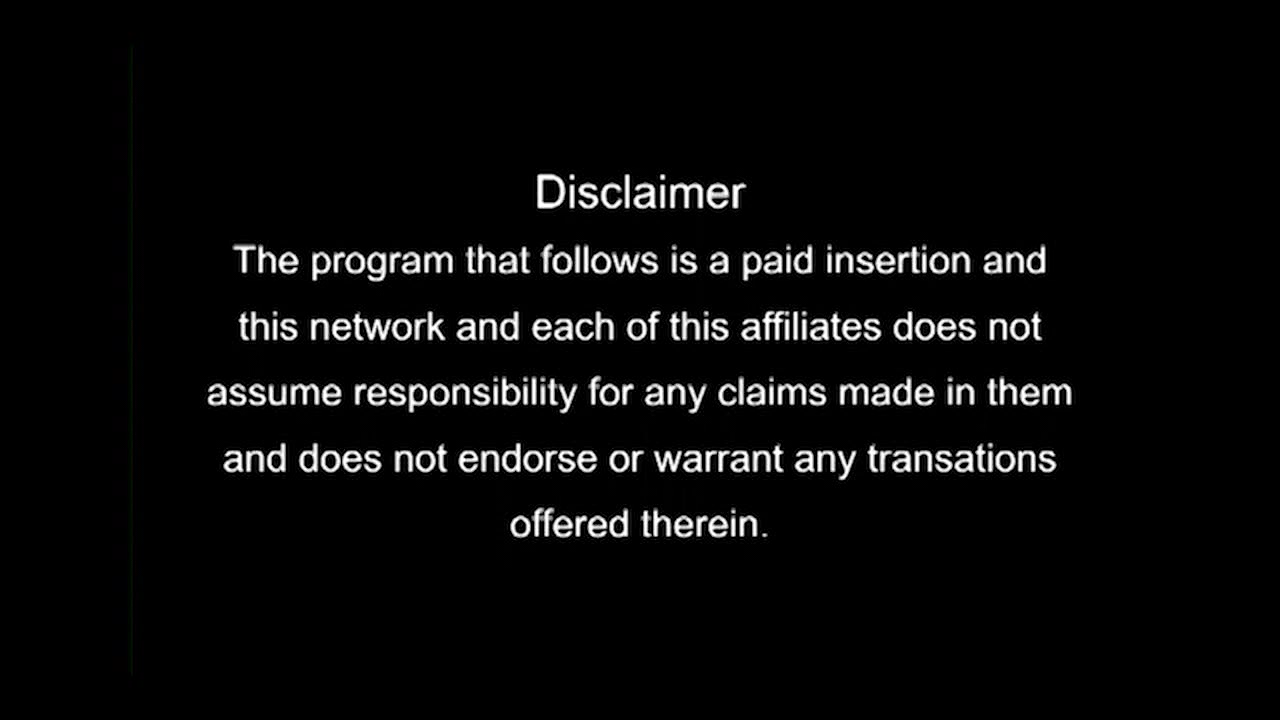 Disclaimer
The program that follows is a paid insertion and
this network and each of this affiliates does not
assume responsibility for any claims made in them
and does not endorse or warrant any transations
offered therein.